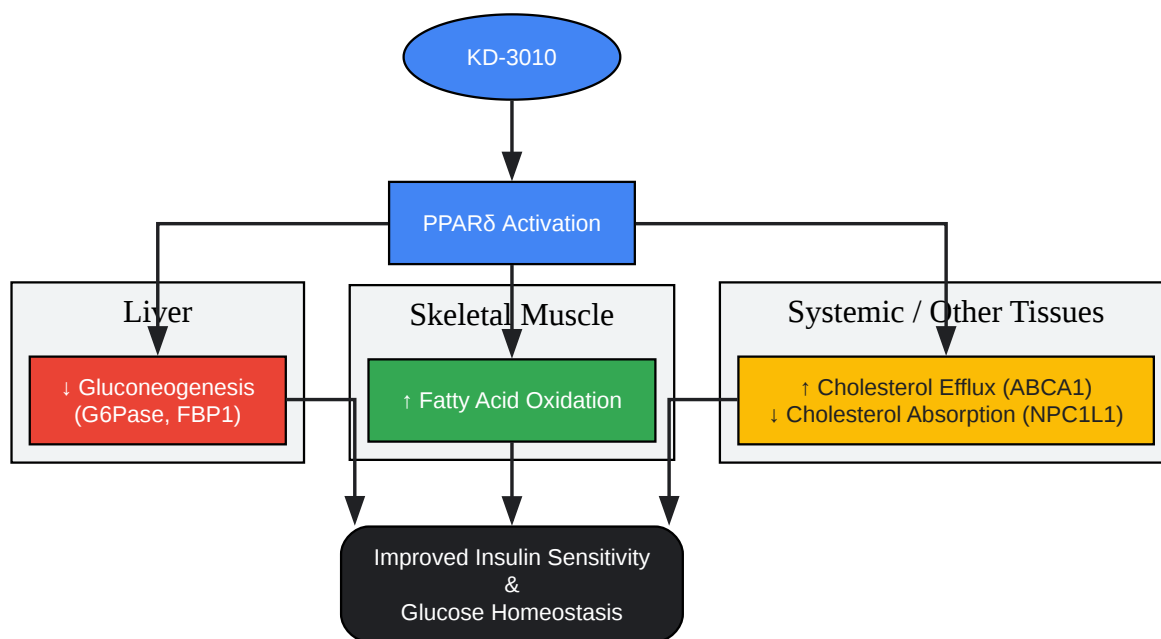 KD-3010
PPARδ Activation
Liver
Skeletal Muscle
Systemic / Other Tissues
↓ Gluconeogenesis
(G6Pase, FBP1)
↑ Fatty Acid Oxidation
↑ Cholesterol Efflux (ABCA1)
↓ Cholesterol Absorption (NPC1L1)
Improved Insulin Sensitivity
&
Glucose Homeostasis